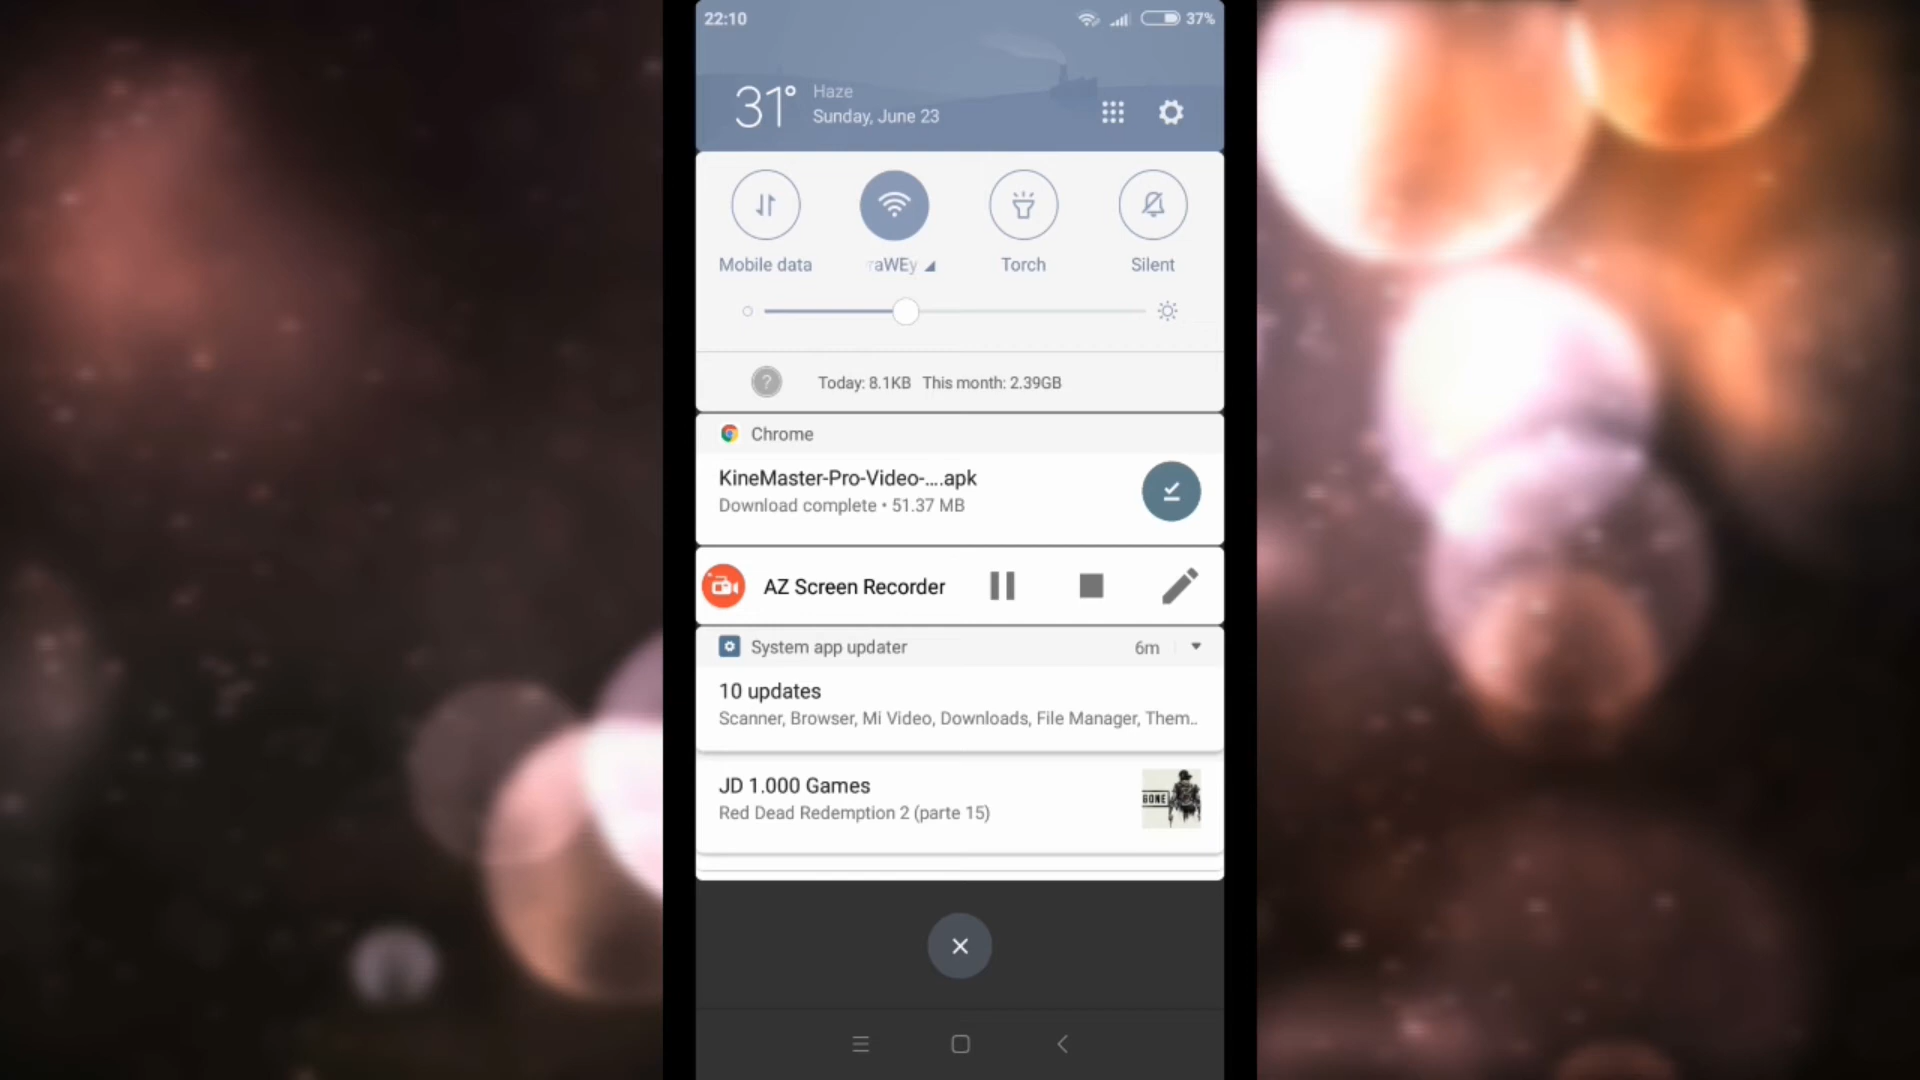 22:10
37%
31°
Haze
Sunday, June 23
Mobile data
raWEy
Torch
Silent
?
Today: 8.1KB This month: 2.39GB
Chrome
KineMaster-Pro-Video-....apk
Download complete • 51.37 MB
AZ Screen Recorder
System app updater
6m
10 updates
Scanner, Browser, Mi Video, Downloads, File Manager, Them..
JD 1.000 Games
Red Dead Redemption 2 (parte 15)
GONE